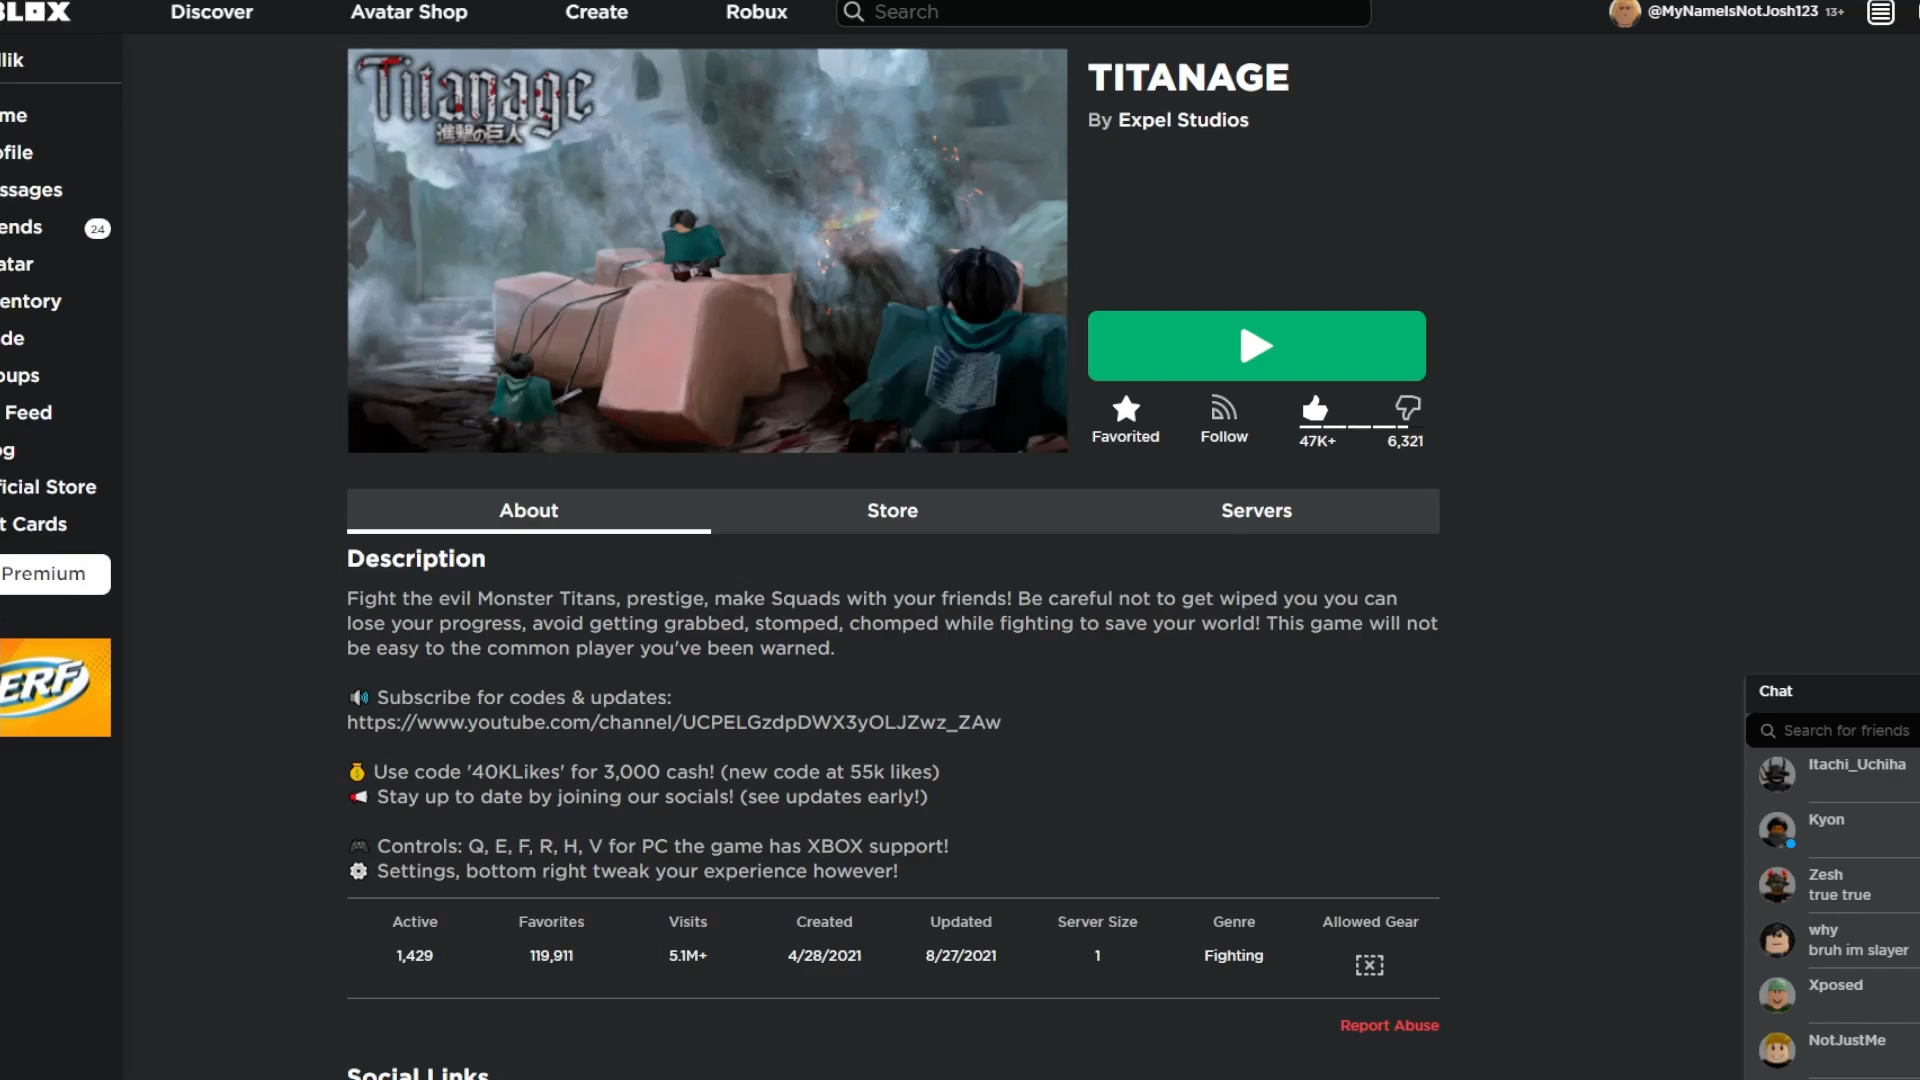 BLOX
Discover
Avatar Shop
Create
Robux
Search
@MyNameIsNotJosh123 13+
llik
me
ofile
ssages
ends
24
atar
entory
de
oups
Feed
og
ficial Store
t Cards
Premium
ERF
Titanage
進撃の巨人
TITANAGE
By Expel Studios
Favorited
Follow
47K+
6,321
About
Store
Servers
Description
Fight the evil Monster Titans, prestige, make Squads with your friends! Be careful not to get wiped you you can
lose your progress, avoid getting grabbed, stomped, chomped while fighting to save your world! This game will not
be easy to the common player you've been warned.
🔊 Subscribe for codes & updates:
https://www.youtube.com/channel/UCPELGzdpDWX3yOLJZwz_ZAw
💰 Use code '40KLikes' for 3,000 cash! (new code at 55k likes)
📢 Stay up to date by joining our socials! (see updates early!)
🎮 Controls: Q, E, F, R, H, V for PC the game has XBOX support!
⚙ Settings, bottom right tweak your experience however!
Active
Favorites
Visits
Created
Updated
Server Size
Genre
Allowed Gear
1,429
119,911
5.1M+
4/28/2021
8/27/2021
1
Fighting
Report Abuse
Social Links
Chat
Search for friends
Itachi_Uchiha
Kyon
Zesh
true true
why
bruh im slayer
Xposed
NotJustMe